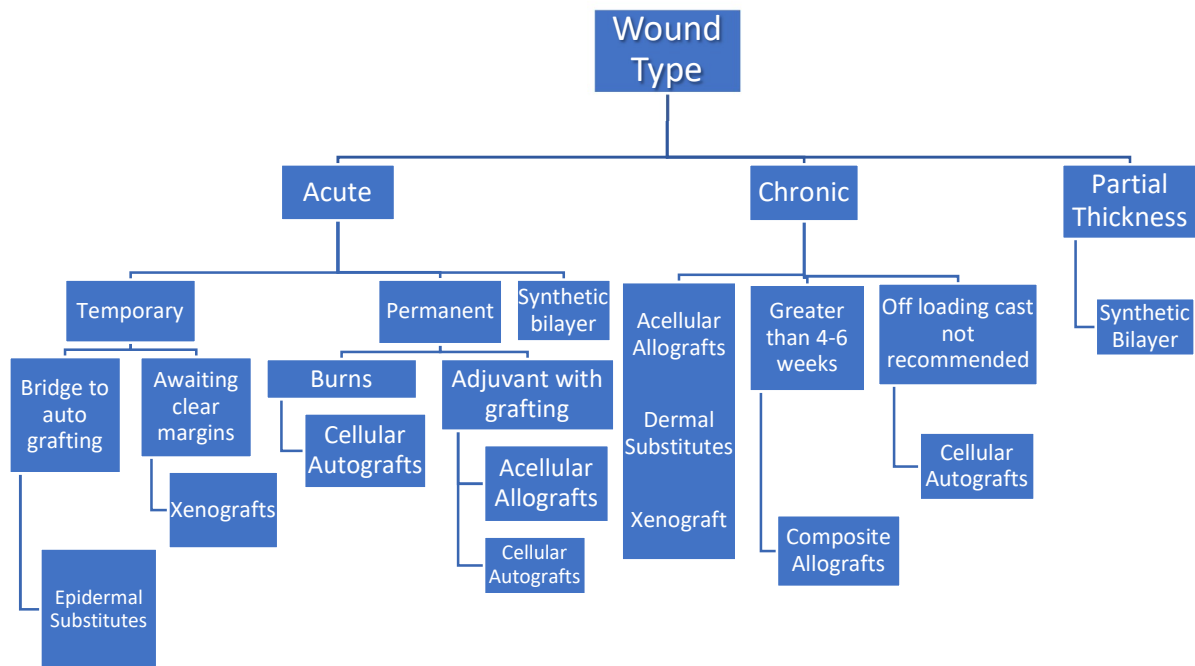 Wound
Type
Acute
Chronic
Partial
Thickness
Temporary
Permanent
Synthetic
bilayer
Acellular
Allografts
Dermal
Substitutes
Xenograft
Greater
than 4-6
weeks
Off loading cast
not
recommended
Synthetic
Bilayer
Bridge to
auto
grafting
Awaiting
clear
margins
Burns
Adjuvant with
grafting
Cellular
Autografts
Acellular
Allografts
Cellular
Autografts
Xenografts
Epidermal
Substitutes
Composite
Allografts
Cellular
Autografts